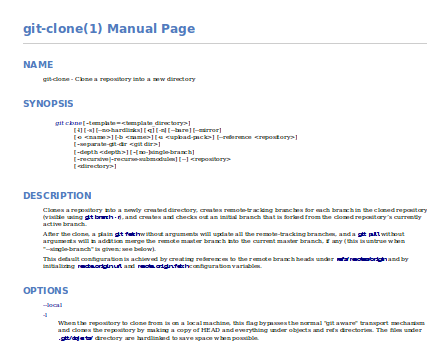 git-clone(1) Manual Page
NAME
git-clone - Clone a repository into a new directory
SYNOPSIS
git clone [--template=<template directory>]
[-l] [-s] [--no-hardlinks] [-q] [-n] [--bare] [--mirror]
[-o <name>] [-b <name>] [-u <upload-pack>] [--reference <repository>]
[--separate-git-dir <git dir>]
[--depth <depth>] [--[no-]single-branch]
[--recursive|--recurse-submodules] [--] <repository>
[<directory>]
DESCRIPTION
Clones a repository into a newly created directory, creates remote-tracking branches for each branch in the cloned repository
(visible using git branch -r), and creates and checks out an initial branch that is forked from the cloned repository's currently
active branch.
After the clone, a plain git fetch without arguments will update all the remote-tracking branches, and a git pull without
arguments will in addition merge the remote master branch into the current master branch, if any (this is untrue when
"--single-branch" is given; see below).
This default configuration is achieved by creating references to the remote branch heads under refs/remotes/origin and by
initializing remote.origin.url and remote.origin.fetch configuration variables.
OPTIONS
--local
-l
When the repository to clone from is on a local machine, this flag bypasses the normal "git aware" transport mechanism
and clones the repository by making a copy of HEAD and everything under objects and refs directories. The files under
.git/objects/ directory are hardlinked to save space when possible.